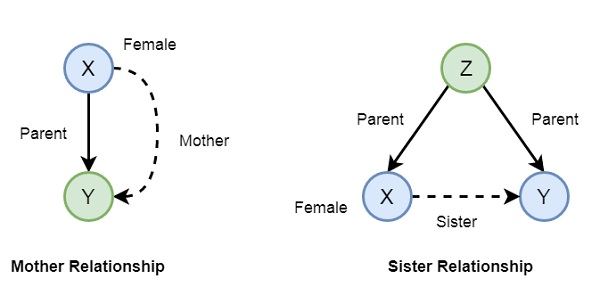 Female
X
Parent
Mother
Y
Mother Relationship
Z
Parent
Parent
Female
X
Sister
Y
Sister Relationship